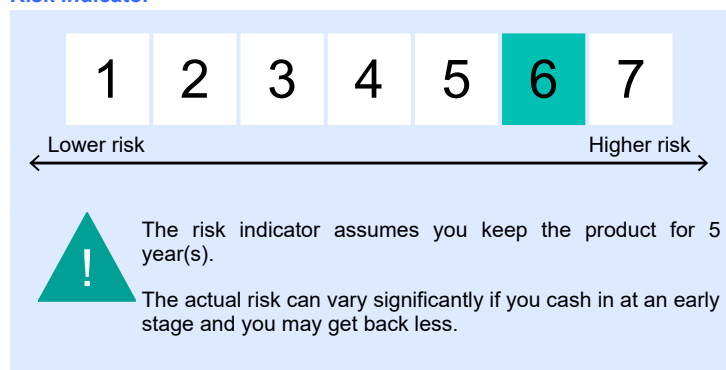 Risk Indicator
1 2 3 4 5 6 7
Lower risk Higher risk
!
The risk indicator assumes you keep the product for 5
year(s).
The actual risk can vary significantly if you cash in at an early
stage and you may get back less.